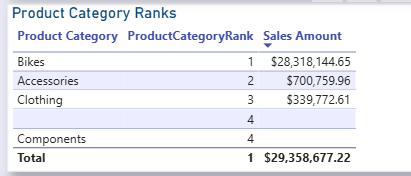 Product Category Ranks
Product Category ProductCategoryRank Sales Amount
Bikes 1 $28,318,144.65
Accessories 2 $700,759.96
Clothing 3 $339,772.61
4
Components 4
Total 1 $29,358,677.22